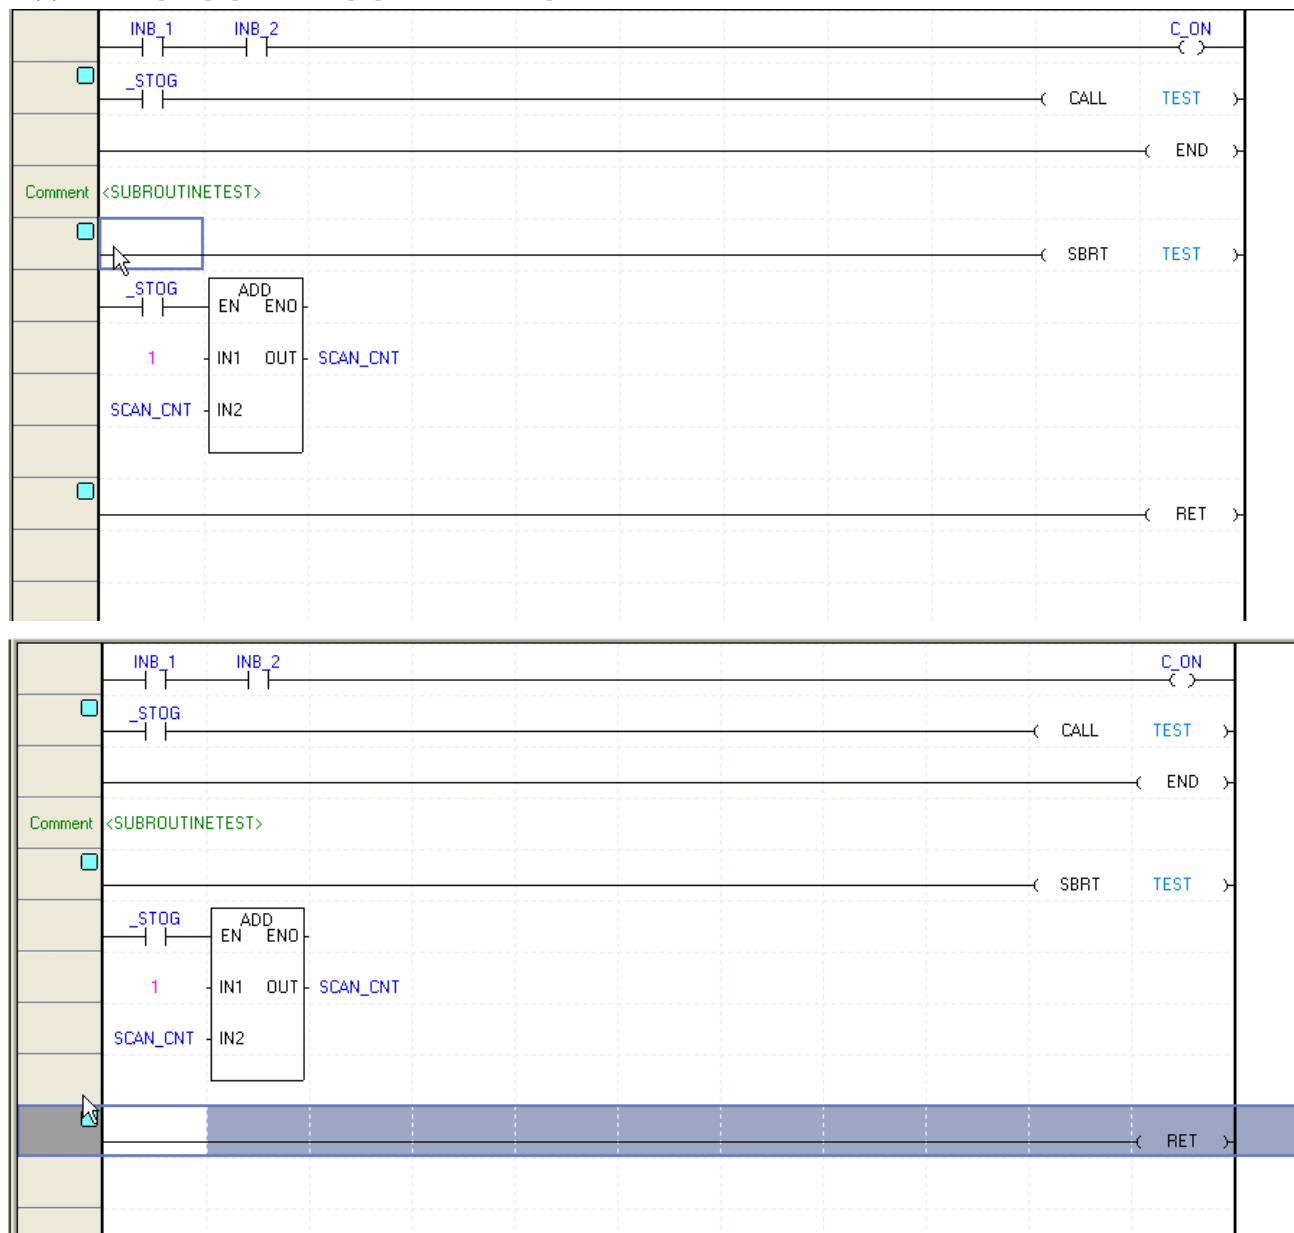 INB_1 INB_2 C_ON
_STOG
CALL TEST
END
Comment <SUBROUTINETEST>
SBRT TEST
_STOG ADD
EN ENO
1 IN1 OUT SCAN_CNT
SCAN_CNT IN2
RET
INB_1 INB_2 C_ON
_STOG
CALL TEST
END
Comment <SUBROUTINETEST>
SBRT TEST
_STOG ADD
EN ENO
1 IN1 OUT SCAN_CNT
SCAN_CNT IN2
RET